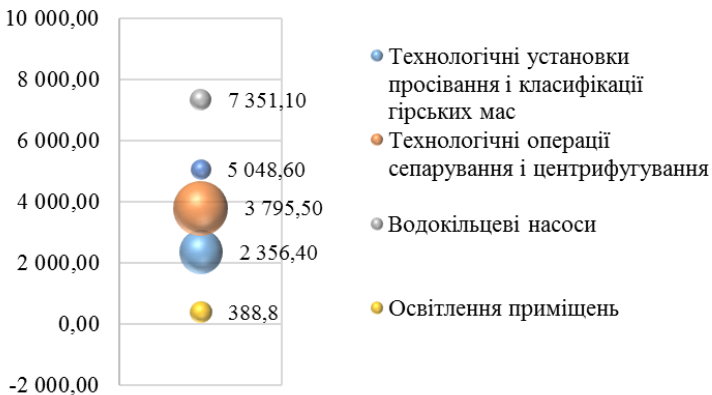 10 000,00
8 000,00
6 000,00
4 000,00
2 000,00
0,00
-2 000,00
7 351,10
5 048,60
3 795,50
2 356,40
388,8
Технологічні установки
просівання і класифікації
гірських мас
Технологічні операції
сепарування і центрифугування
Водокільцеві насоси
Освітлення приміщень